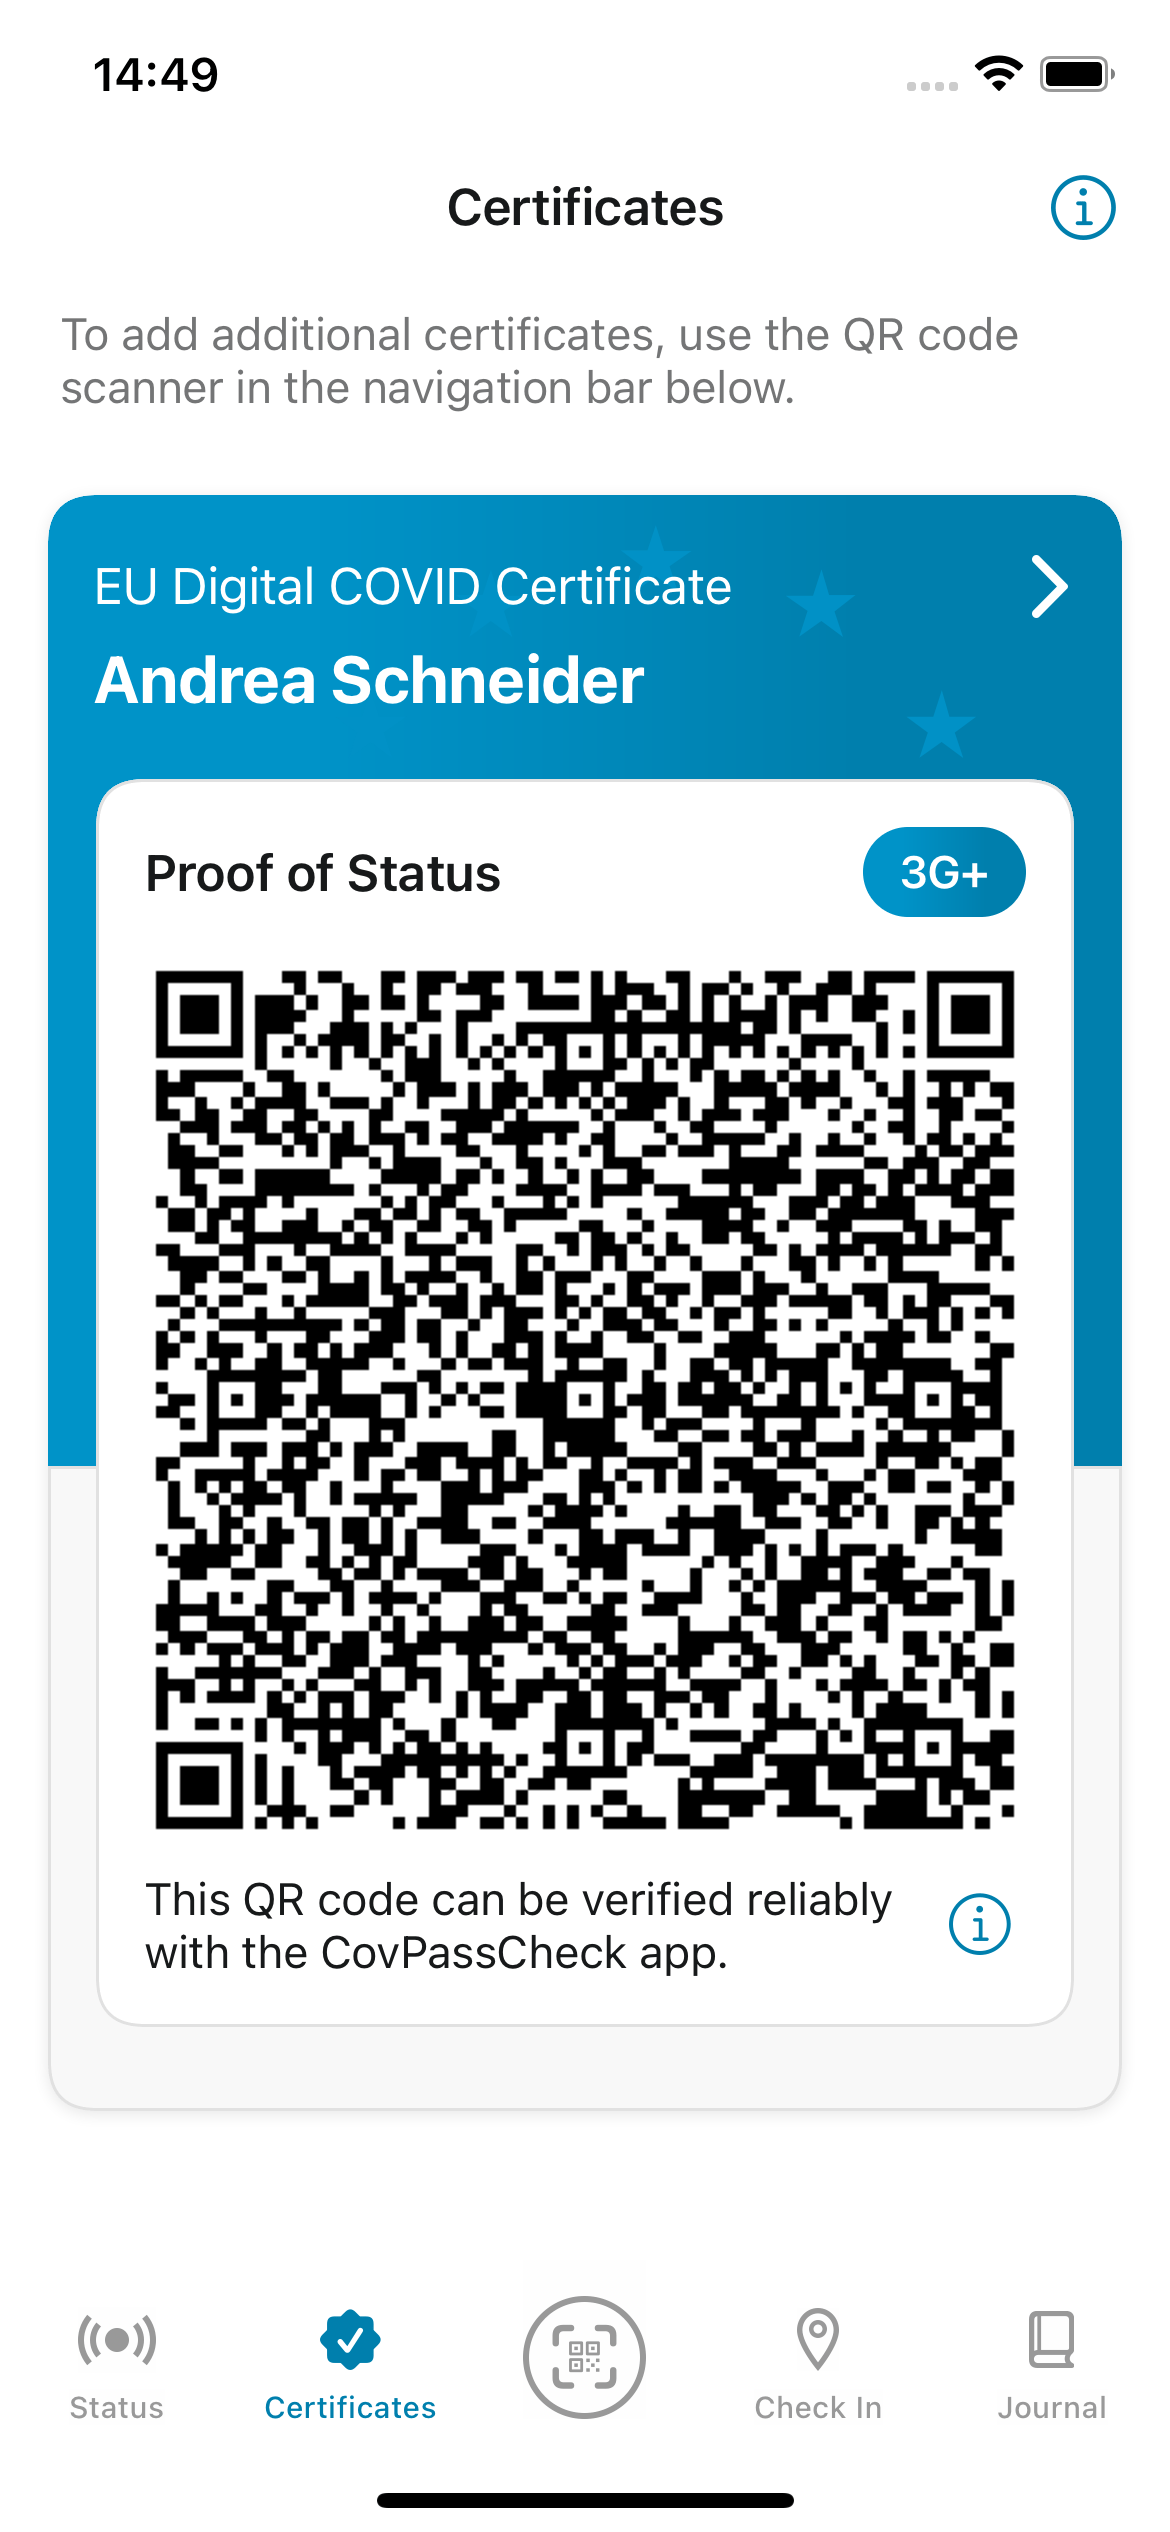 14:49
Certificates
To add additional certificates, use the QR code
scanner in the navigation bar below.
EU Digital COVID Certificate
Andrea Schneider
Proof of Status
3G+
This QR code can be verified reliably
with the CovPassCheck app.
Status
Certificates
Check In
Journal